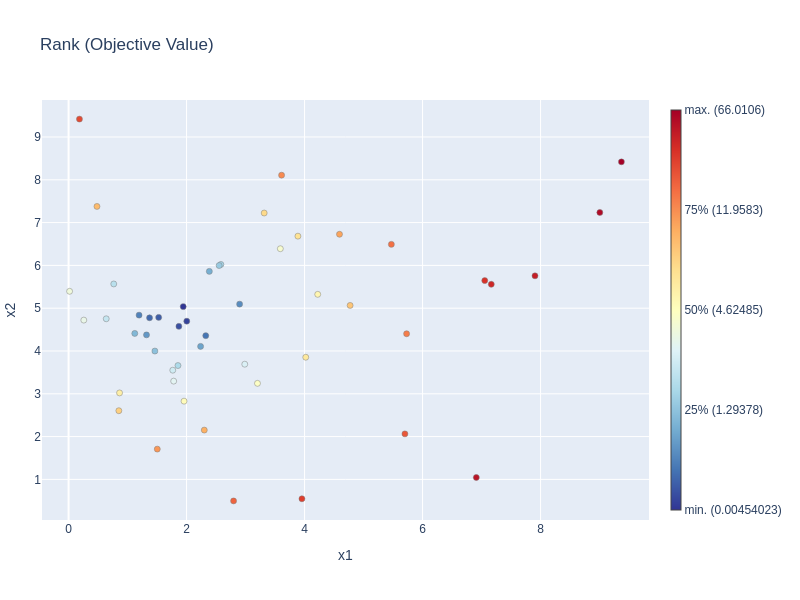 Rank (Objective Value)
max. (66.0106)
75% (11.9583)
50% (4.62485)
25% (1.29378)
min. (0.00454023)
x2
9
8
7
6
5
4
3
2
1
0 2 4 6 8
x1